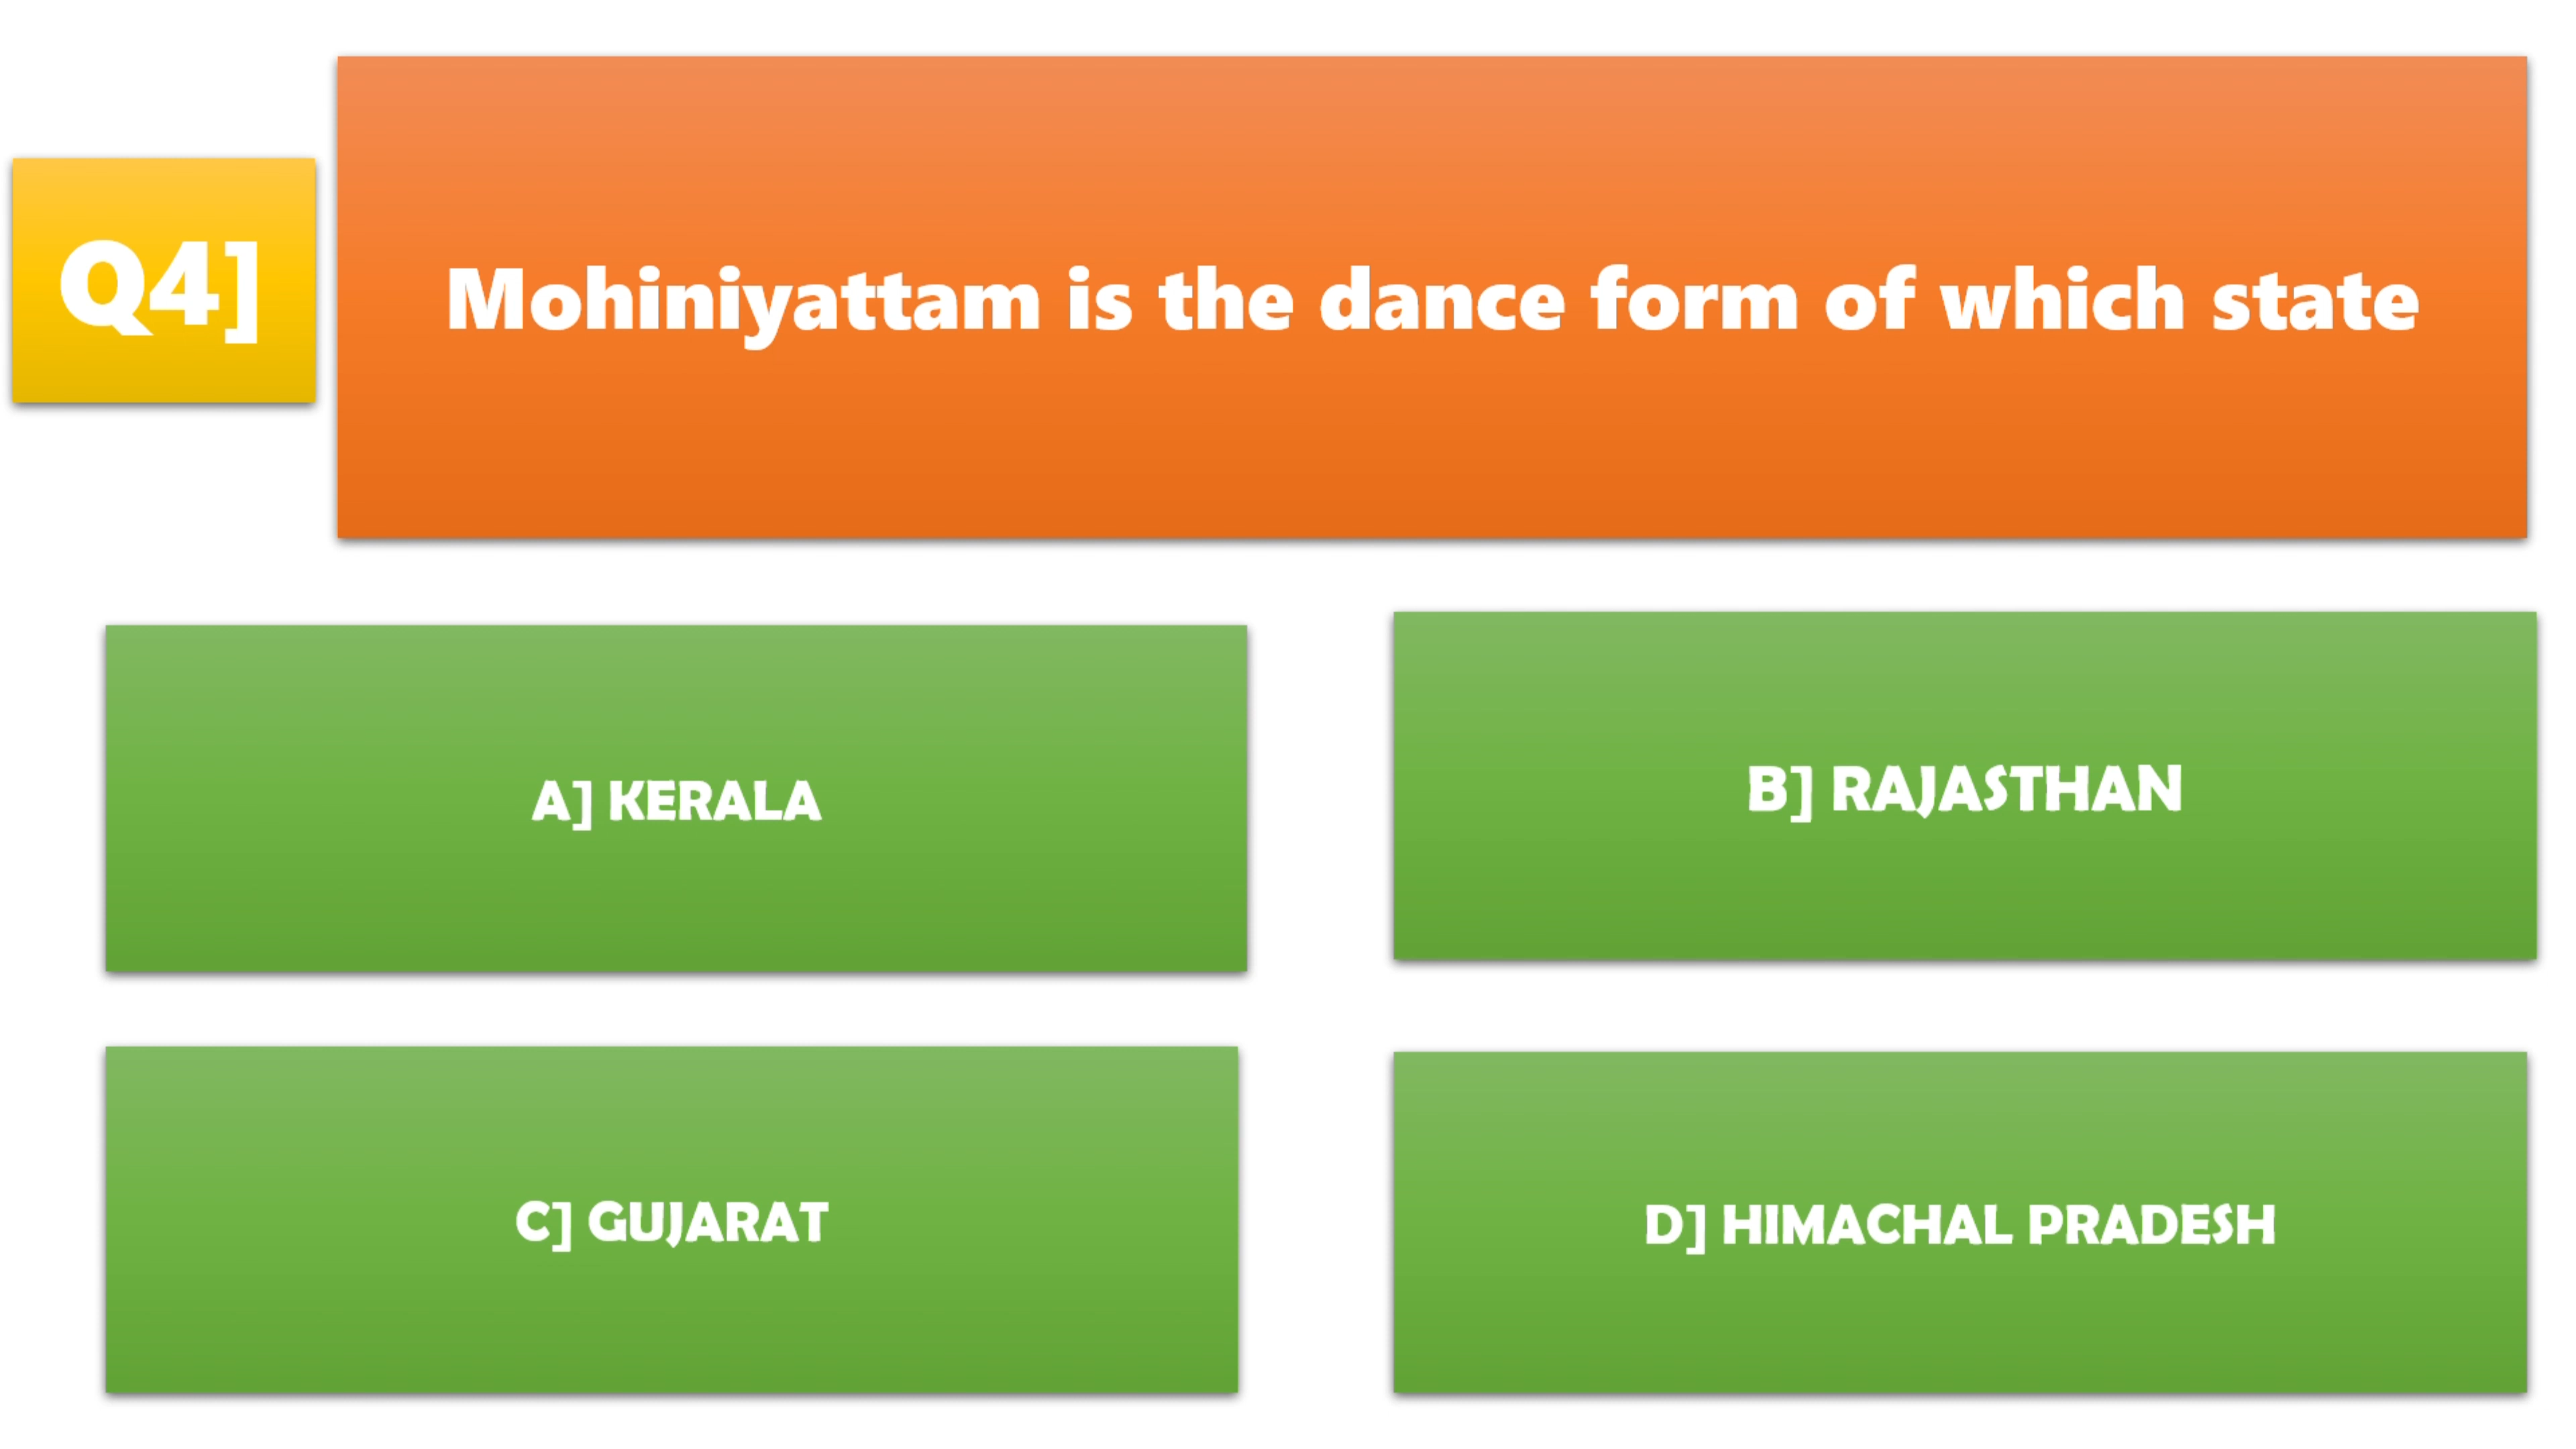 Q4]
Mohiniyattam is the dance form of which state
A] KERALA
B] RAJASTHAN
C] GUJARAT
D] HIMACHAL PRADESH